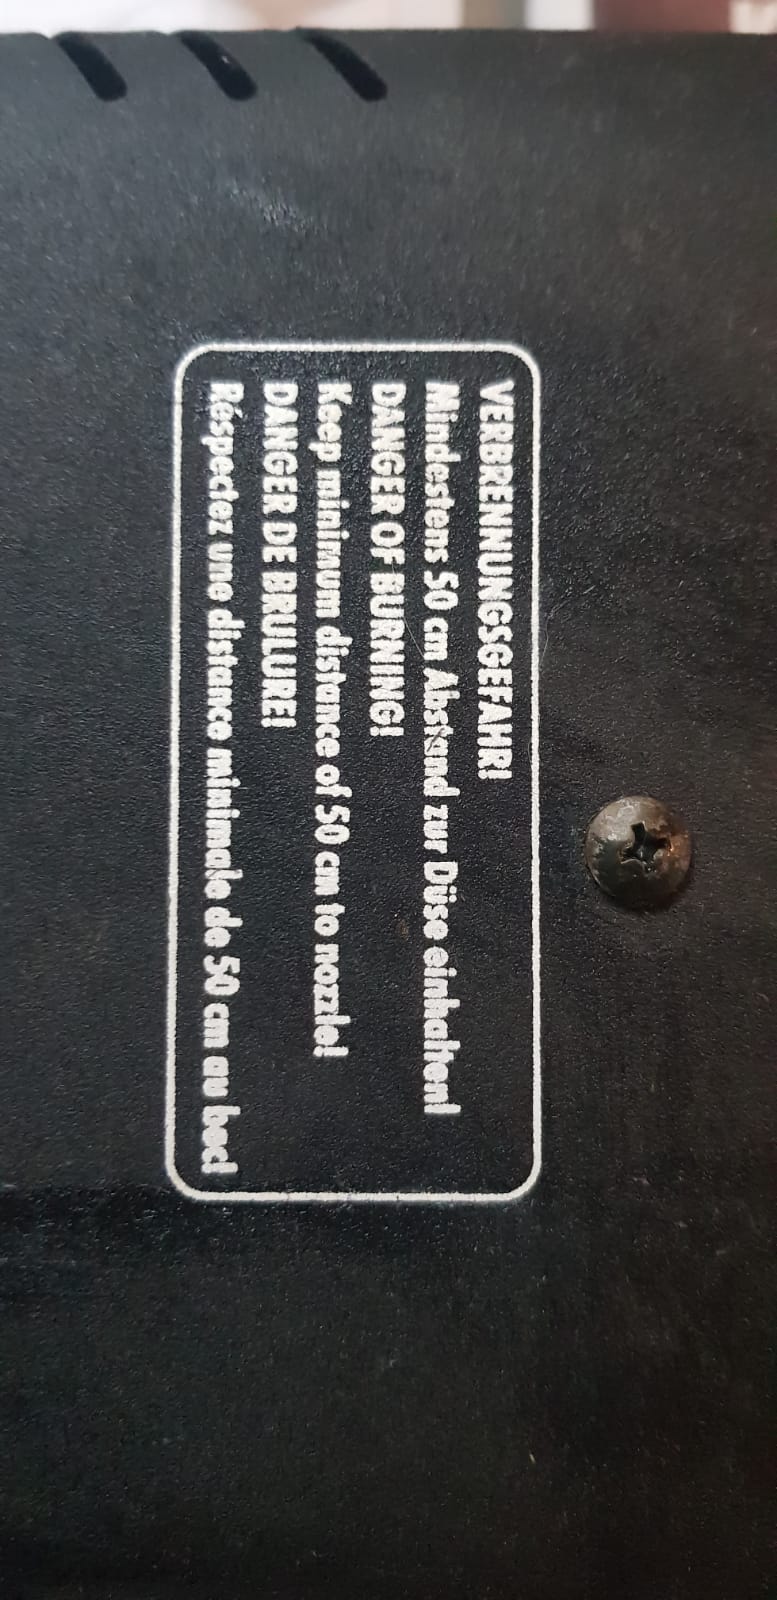 VERBRENNUNGSGEFAHR!
Mindestens 50 cm Abstand zur Düse einhalten!
DANGER OF BURNING!
Keep minimum distance of 50 cm to nozzle!
DANGER DE BRULURE!
Réspectez une distance minimale de 50 cm au bec!